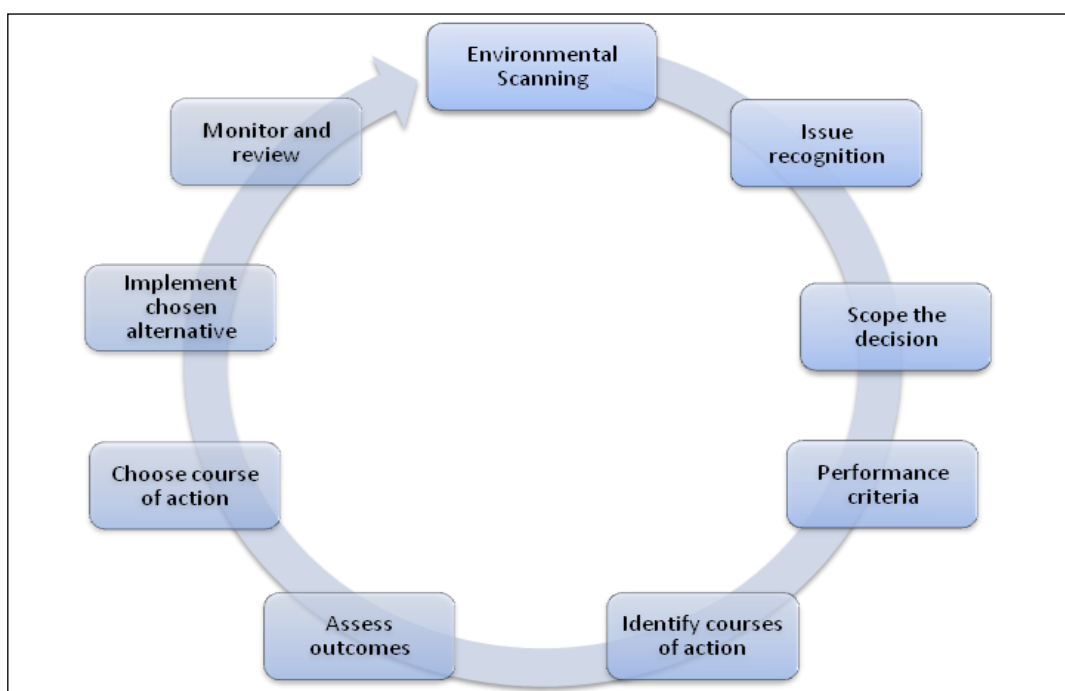 Environmental
Scanning
Issue
recognition
Scope the
decision
Performance
criteria
Identify courses
of action
Assess
outcomes
Choose course
of action
Implement
chosen
alternative
Monitor and
review